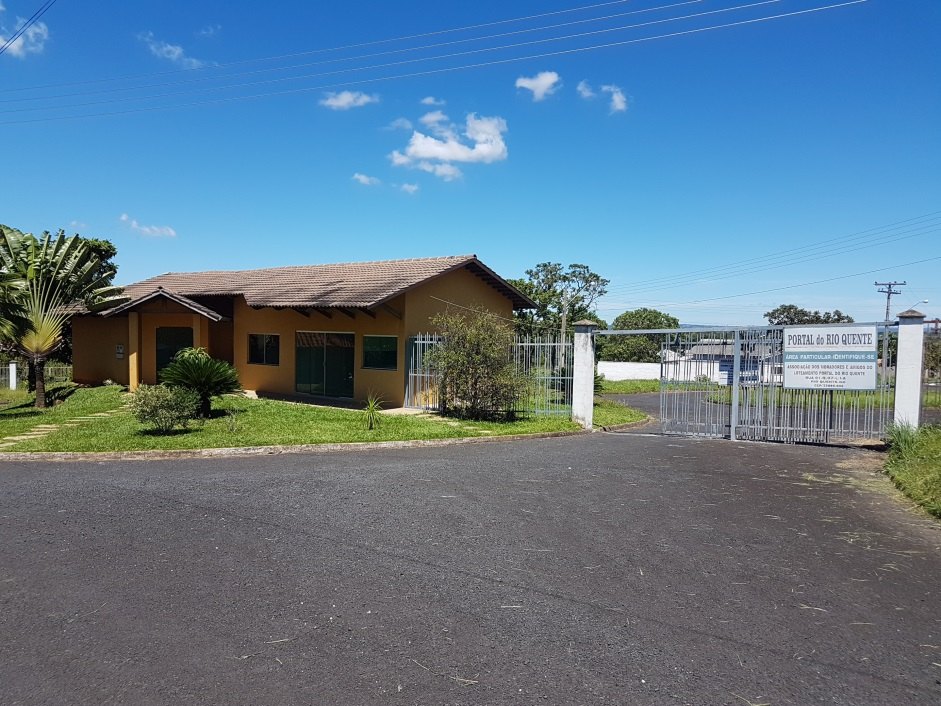 PORTAL do RIO QUENTE
ÁREA PARTICULAR-IDENTIFIQUE-SE
ASSOCIAÇÃO DOS MORADORES E AMIGOS DO
LOTEAMENTO PORTAL DO RIO QUENTE
RIO QUENTE-GO